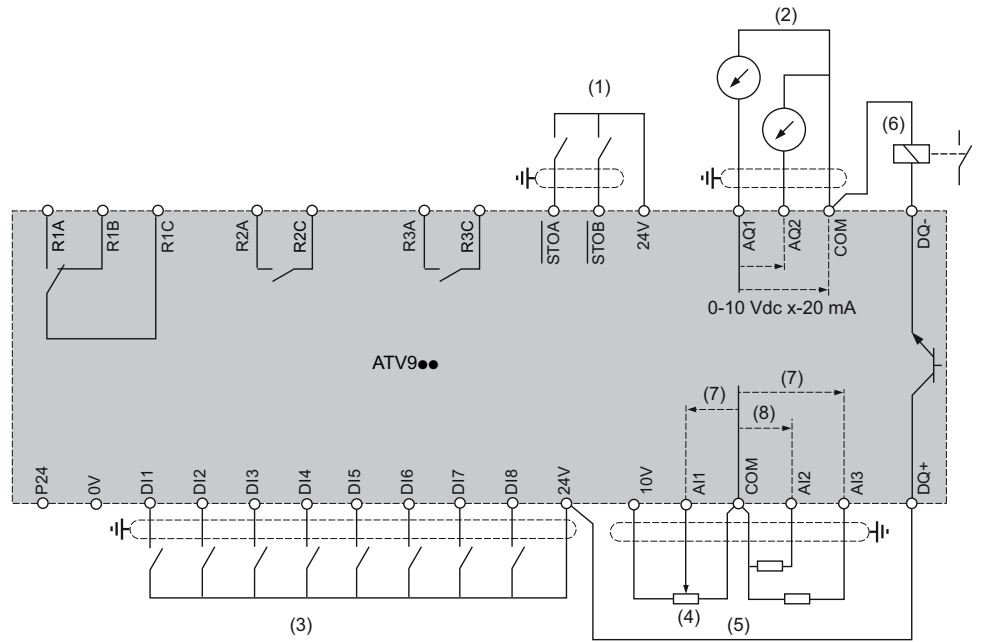 (2)
(1)
(6)
R1A
R1B
R1C
R2A
R2C
R3A
R3C
STOA
STOB
24V
AQ1
AQ2
COM
DQ-
0-10 Vdc x-20 mA
ATV9●●
(7)
(7)
(8)
P24
0V
DI1
DI2
DI3
DI4
DI5
DI6
DI7
DI8
24V
10V
AI1
COM
AI2
AI3
DQ+
(3)
(4)
(5)